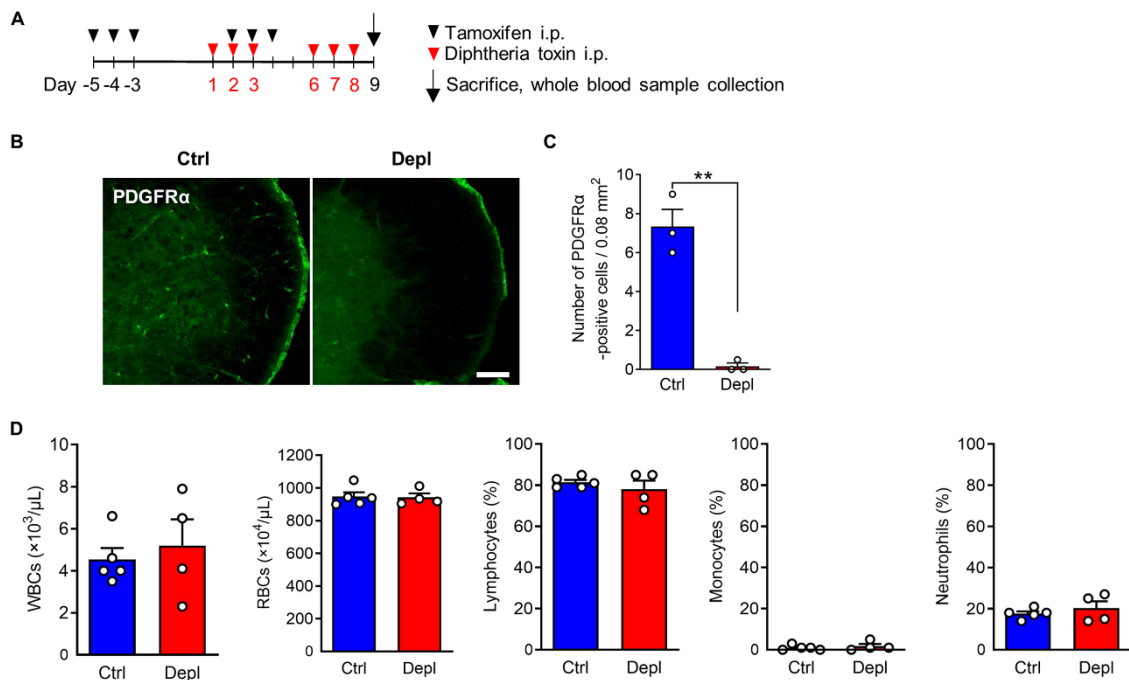 A
Tamoxifen i.p.
Diphtheria toxin i.p.
Sacrifice, whole blood sample collection
Day -5 -4 -3 1 2 3 6 7 8 9
B
Ctrl Depl
PDGFRα
C
Number of PDGFRα
-positive cells / 0.08 mm²
10
8
6
4
2
0
**
Ctrl Depl
D
WBCs (×10³/µL)
10
8
6
4
2
0
Ctrl Depl
RBCs (×10⁴/µL)
1200
1000
800
600
400
200
0
Ctrl Depl
Lymphocytes (%)
100
80
60
40
20
0
Ctrl Depl
Monocytes (%)
100
80
60
40
20
0
Ctrl Depl
Neutrophils (%)
100
80
60
40
20
0
Ctrl Depl